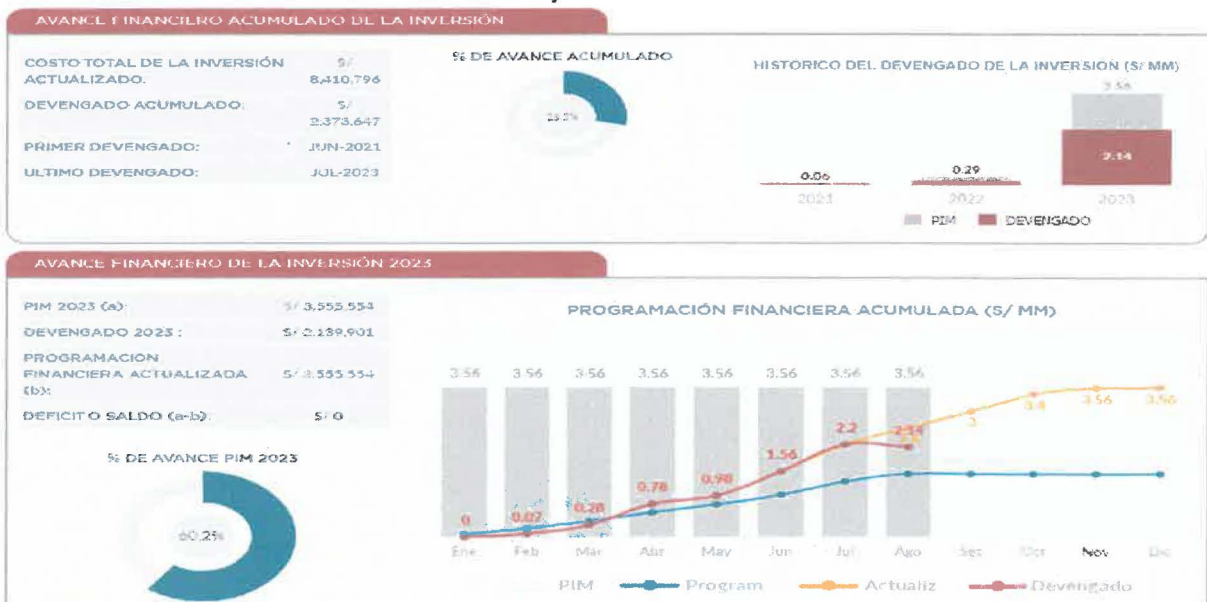 AVANCE FINANCIERO ACUMULADO DE LA INVERSIÓN
COSTO TOTAL DE LA INVERSIÓN ACTUALIZADO:
S/ 8,410,796
DEVENGADO ACUMULADO:
S/ 2,373,647
PRIMER DEVENGADO:
JUN-2021
ULTIMO DEVENGADO:
JUL-2023
% DE AVANCE ACUMULADO
HISTORICO DEL DEVENGADO DE LA INVERSION (S/ MM)
3.56
2.14
0.06
0.29
2021
2022
2023
PIM
DEVENGADO
AVANCE FINANCIERO DE LA INVERSIÓN 2023
PIM 2023 (a):
S/ 3,555,554
DEVENGADO 2023 :
S/ 2,139,901
PROGRAMACION FINANCIERA ACTUALIZADA (b):
S/ 3,555,554
DEFICIT O SALDO (a-b):
S/ 0
% DE AVANCE PIM 2023
60.2%
PROGRAMACIÓN FINANCIERA ACUMULADA (S/ MM)
3.56 3.56 3.56 3.56 3.56 3.56 3.56 3.56
0 0.07 0.28 0.78 0.98 1.56 2.2 2.14
3 3.4 3.56 3.56
Ene Feb Mar Abr May Jun Jul Ago Set Oct Nov Dic
PIM Program Actualiz Devengado